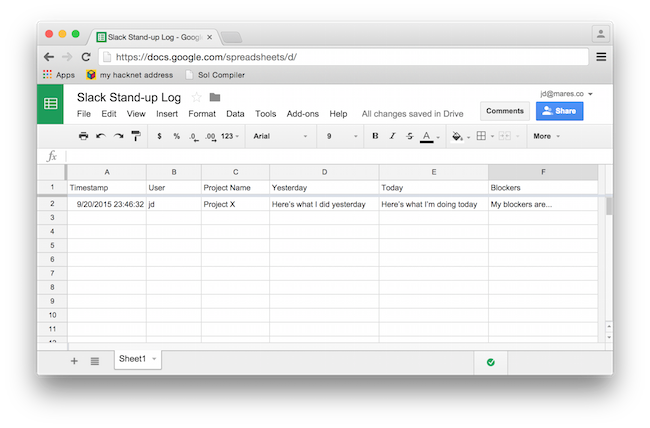 Slack Stand-up Log - Goog
https://docs.google.com/spreadsheets/d/
Apps my hacknet address Sol Compiler
Slack Stand-up Log
jd@mares.co
File Edit View Insert Format Data Tools Add-ons Help All changes saved in Drive
Comments Share
$ % .0 .00 123 Arial 9 B I S A More
fx
A B C D E F
1 Timestamp User Project Name Yesterday Today Blockers
2 9/20/2015 23:46:32 jd Project X Here's what I did yesterday Here's what I'm doing today My blockers are...
3
4
5
6
7
8
9
10
11
12
Sheet1